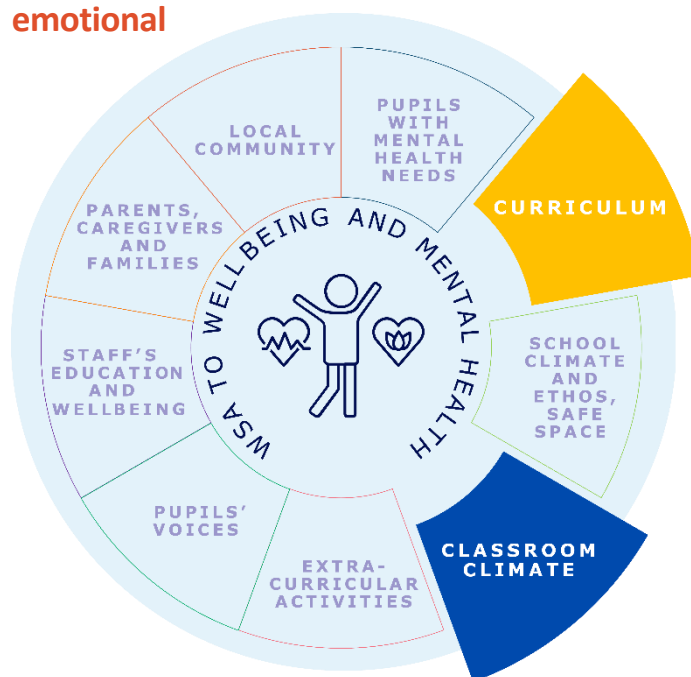 emotional
LOCAL
COMMUNITY
PUPILS
WITH
MENTAL
HEALTH
NEEDS
CURRICULUM
SCHOOL
CLIMATE
AND
ETHOS,
SAFE
SPACE
CLASSROOM
CLIMATE
EXTRA-
CURRICULAR
ACTIVITIES
PUPILS’
VOICES
STAFF’S
EDUCATION
AND
WELLBEING
PARENTS,
CAREGIVERS
AND
FAMILIES
WSA TO WELLBEING AND MENTAL HEALTH